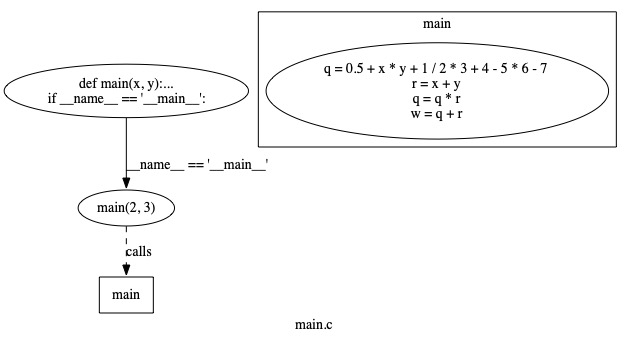 main
def main(x, y):...
if __name__ == '__main__':
q = 0.5 + x * y + 1 / 2 * 3 + 4 - 5 * 6 - 7
r = x + y
q = q * r
w = q + r
__name__ == '__main__'
main(2, 3)
calls
main
main.c